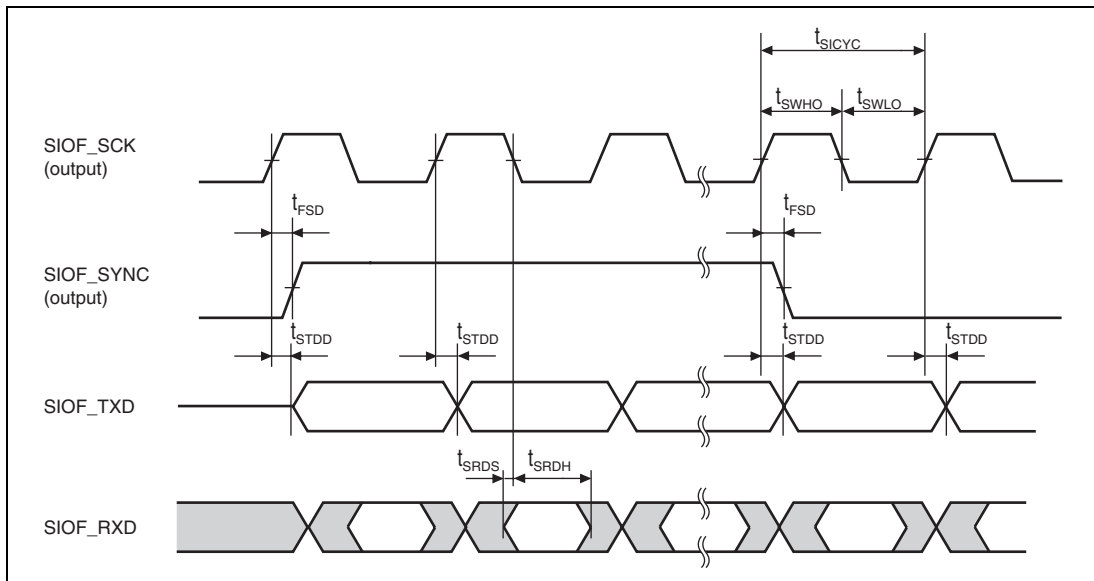 tSICYC
tSWHO tSWLO
SIOF_SCK
(output)
tFSD tFSD
SIOF_SYNC
(output)
tSTDD tSTDD tSTDD tSTDD
SIOF_TXD
tSRDS tSRDH
SIOF_RXD